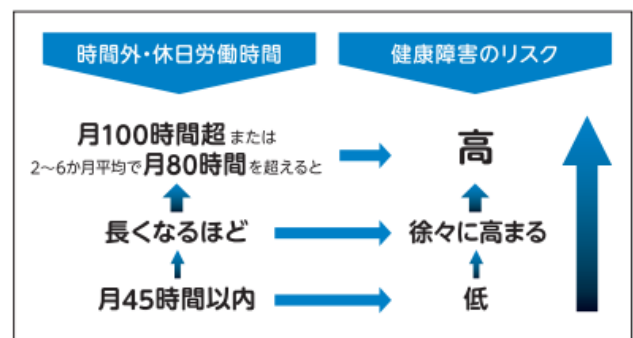 時間外・休日労働時間
健康障害のリスク
月100時間超 または
2〜6か月平均で月80時間を超えると
高
長くなるほど
徐々に高まる
月45時間以内
低